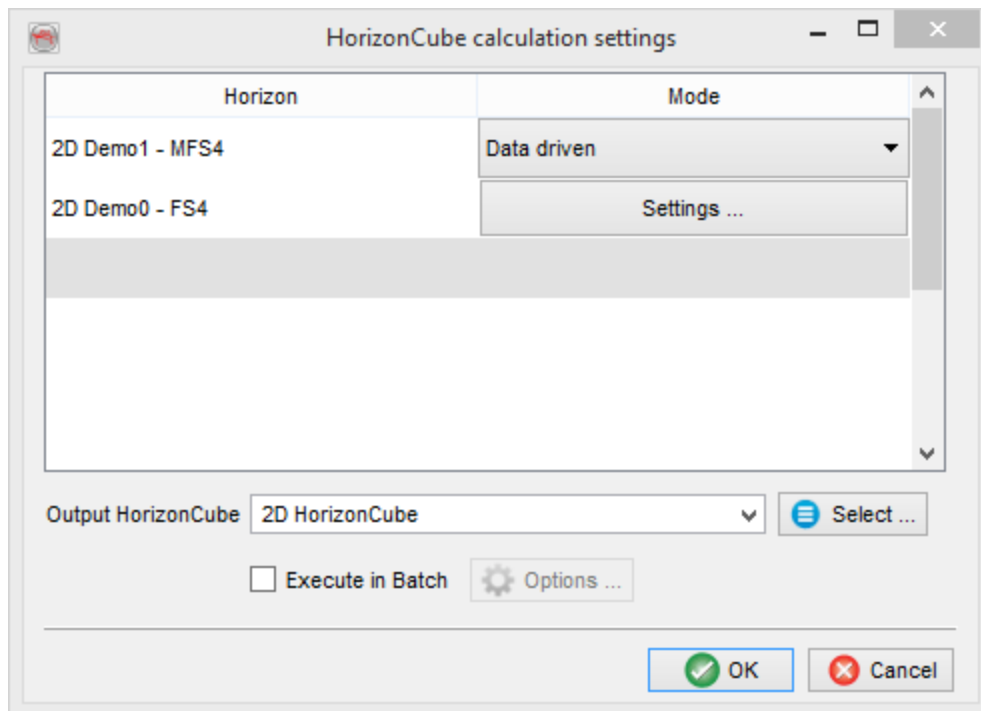 HorizonCube calculation settings
Horizon Mode
2D Demo1 - MFS4 Data driven
2D Demo0 - FS4 Settings ...
Output HorizonCube 2D HorizonCube Select ...
Execute in Batch Options ...
OK Cancel